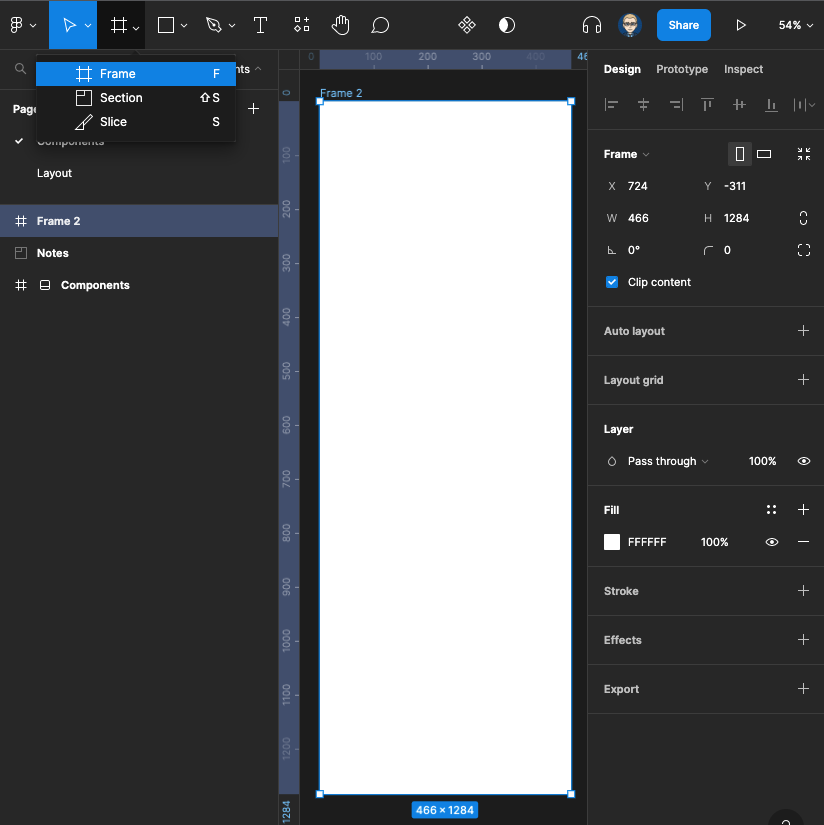 Share
54%
Frame F
Section ⇧ S
Slice S
nts
Components
Layout
Frame 2
Notes
Components
0 100 200 300 400
0
100
200
300
400
500
600
700
800
900
1000
1100
1200
1284
Frame 2
466 × 1284
Design Prototype Inspect
Frame
X 724 Y -311
W 466 H 1284
0° 0
Clip content
Auto layout
Layout grid
Layer
Pass through 100%
Fill
FFFFFF 100%
Stroke
Effects
Export